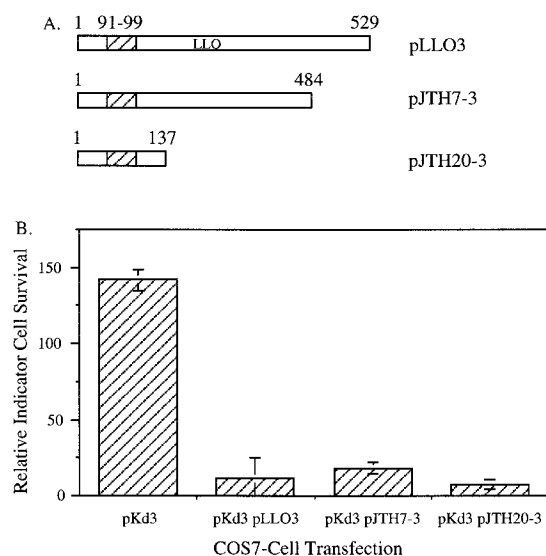 A.
1 91-99 529
LLO
pLLO3
1 484
pJTH7-3
1 137
pJTH20-3
B.
Relative Indicator Cell Survival
150
100
50
0
pKd3 pKd3 pLLO3 pKd3 pJTH7-3 pKd3 pJTH20-3
COS7-Cell Transfection